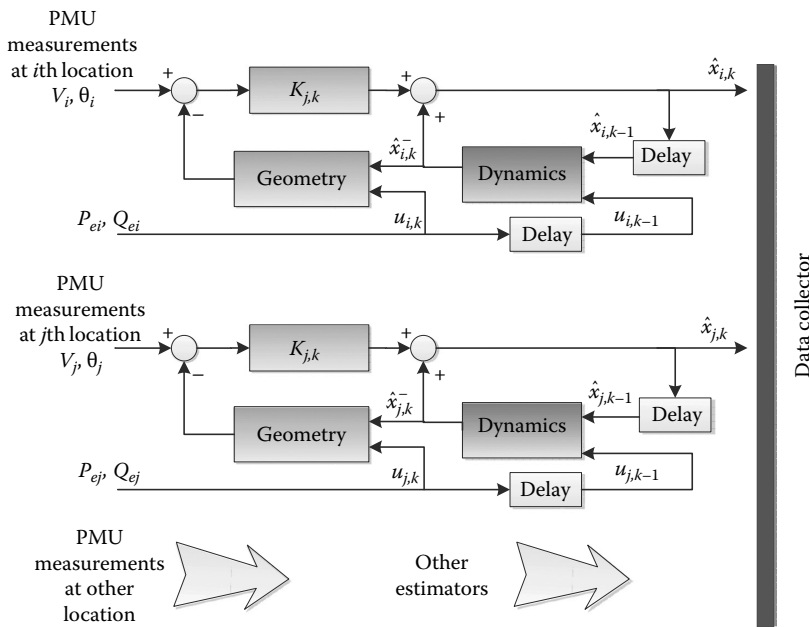 PMU
measurements
at ith location
V_i, θ_i
+
−
K_{j,k}
+
+
x̂_{i,k}
x̂⁻_{i,k}
x̂_{i,k−1}
Delay
Geometry
Dynamics
P_{ei}, Q_{ei}
u_{i,k}
Delay
u_{i,k−1}
PMU
measurements
at jth location
V_j, θ_j
+
−
K_{j,k}
+
+
x̂_{j,k}
x̂⁻_{j,k}
x̂_{j,k−1}
Delay
Geometry
Dynamics
P_{ej}, Q_{ej}
u_{j,k}
Delay
u_{j,k−1}
PMU
measurements
at other
location
Other
estimators
Data collector